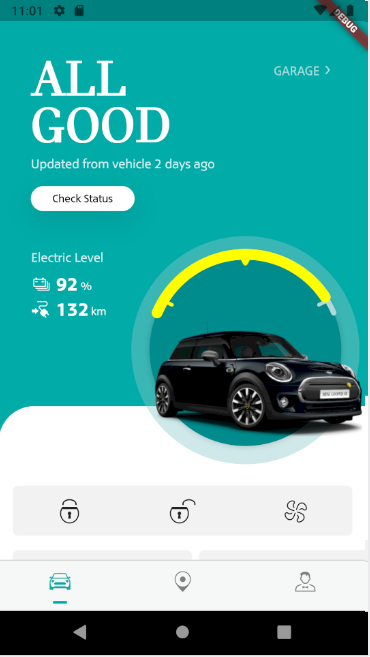 11:01
DEBUG
ALL
GOOD
GARAGE >
Updated from vehicle 2 days ago
Check Status
Electric Level
92 %
132 km
MINI COOPER SE